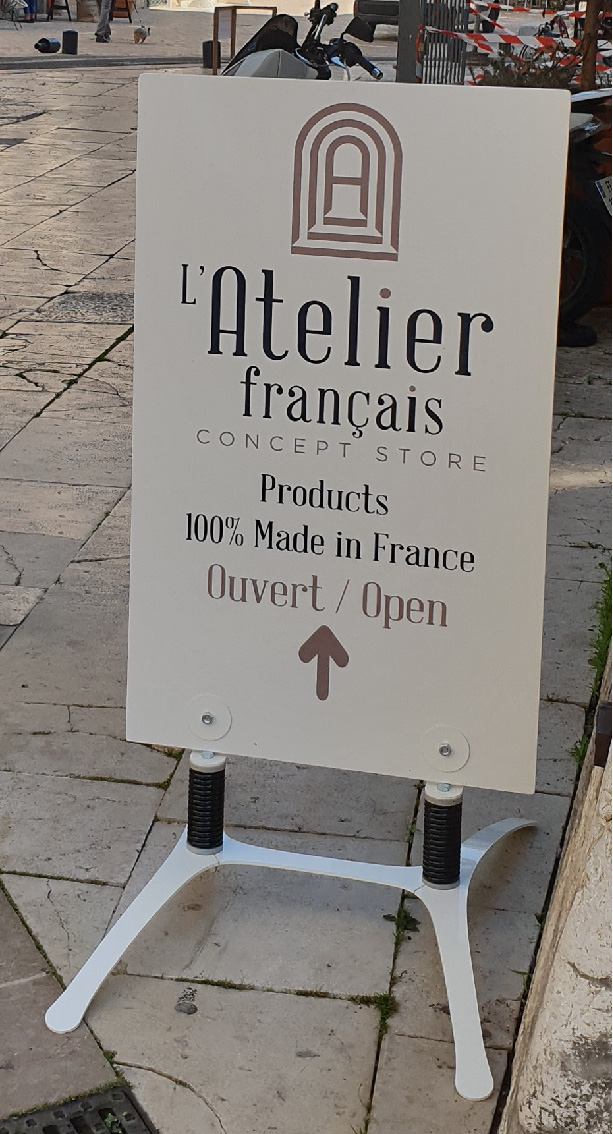 L'Atelier
français
CONCEPT STORE
Products
100% Made in France
Ouvert / Open